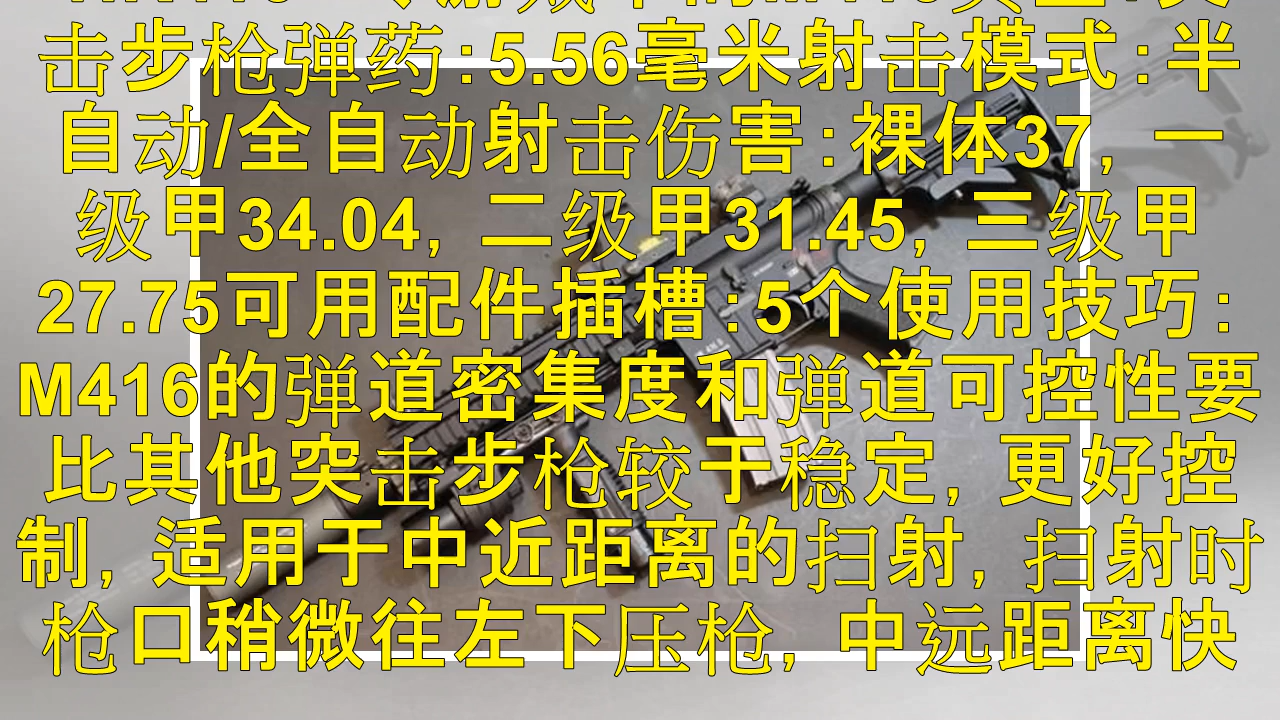 击步枪弹药:5.56毫米射击模式:半
自动/全自动射击伤害:裸体37, 一
级甲34.04, 二级甲31.45, 三级甲
27.75可用配件插槽:5个使用技巧:
M416的弹道密集度和弹道可控性要
比其他突击步枪较于稳定, 更好控
制, 适用于中近距离的扫射, 扫射时
枪口稍微往左下压枪, 中远距离快